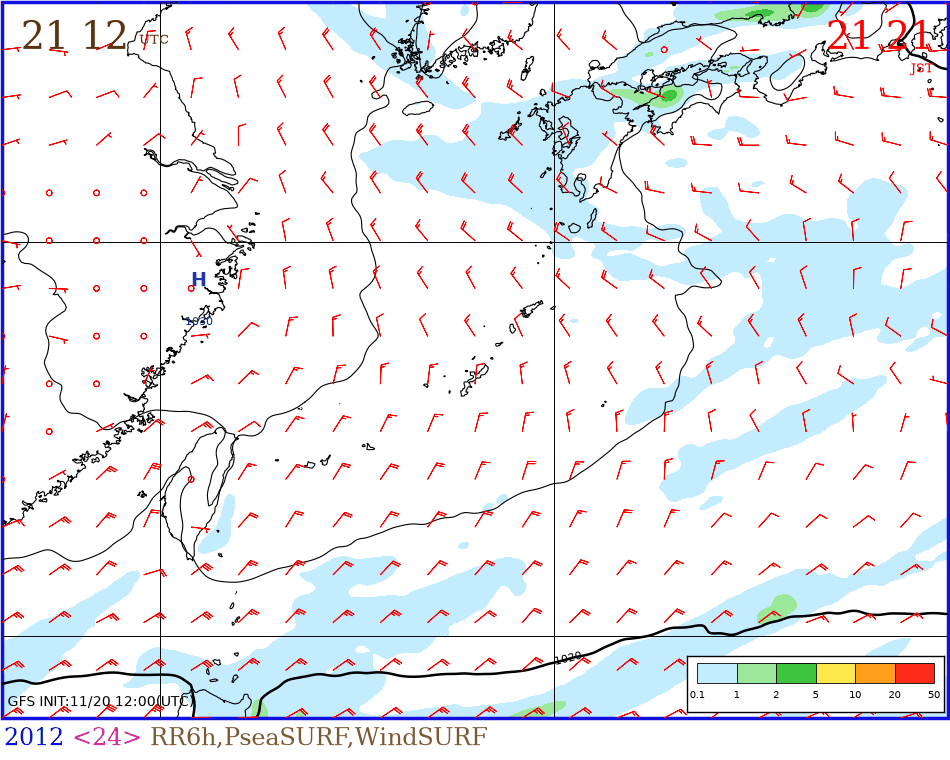 21 12 UTC
21 21
JST
H
1030
1020
0.1 1 2 5 10 20 50
GFS INIT:11/20 12:00(UTC)
2012 <24> RR6h,PseaSURF,WindSURF